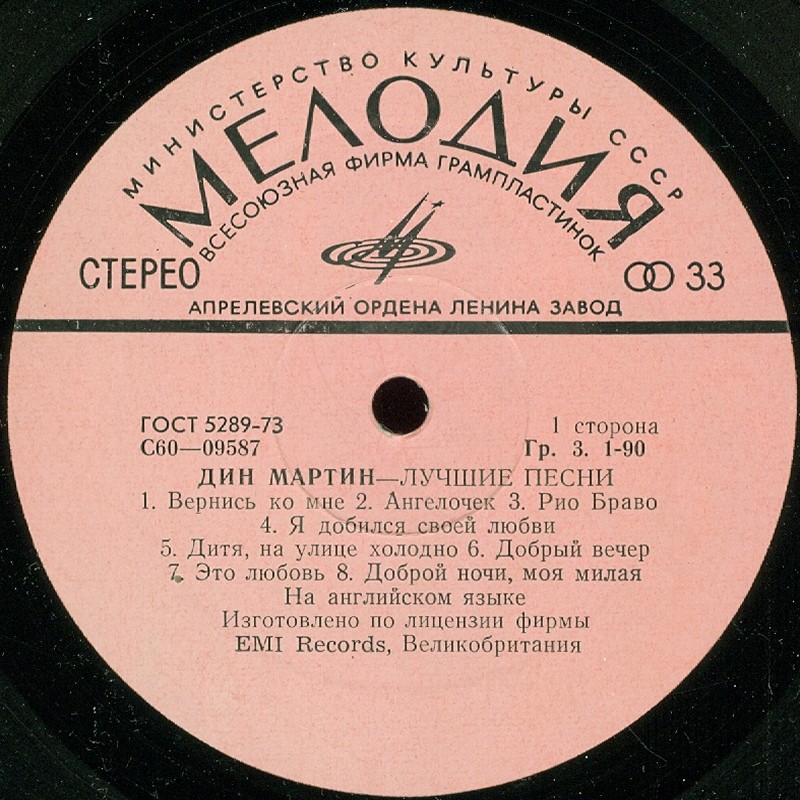 МИНИСТЕРСТВО КУЛЬТУРЫ СССР
МЕЛОДИЯ
ВСЕСОЮЗНАЯ ФИРМА ГРАМПЛАСТИНОК
СТЕРЕО
33
АПРЕЛЕВСКИЙ ОРДЕНА ЛЕНИНА ЗАВОД
ГОСТ 5289-73
1 сторона
С60—09587
Гр. 3. 1-90
ДИН МАРТИН—ЛУЧШИЕ ПЕСНИ
1. Вернись ко мне 2. Ангелочек 3. Рио Браво
4. Я добился своей любви
5. Дитя, на улице холодно 6. Добрый вечер
7. Это любовь 8. Доброй ночи, моя милая
На английском языке
Изготовлено по лицензии фирмы
EMI Records, Великобритания